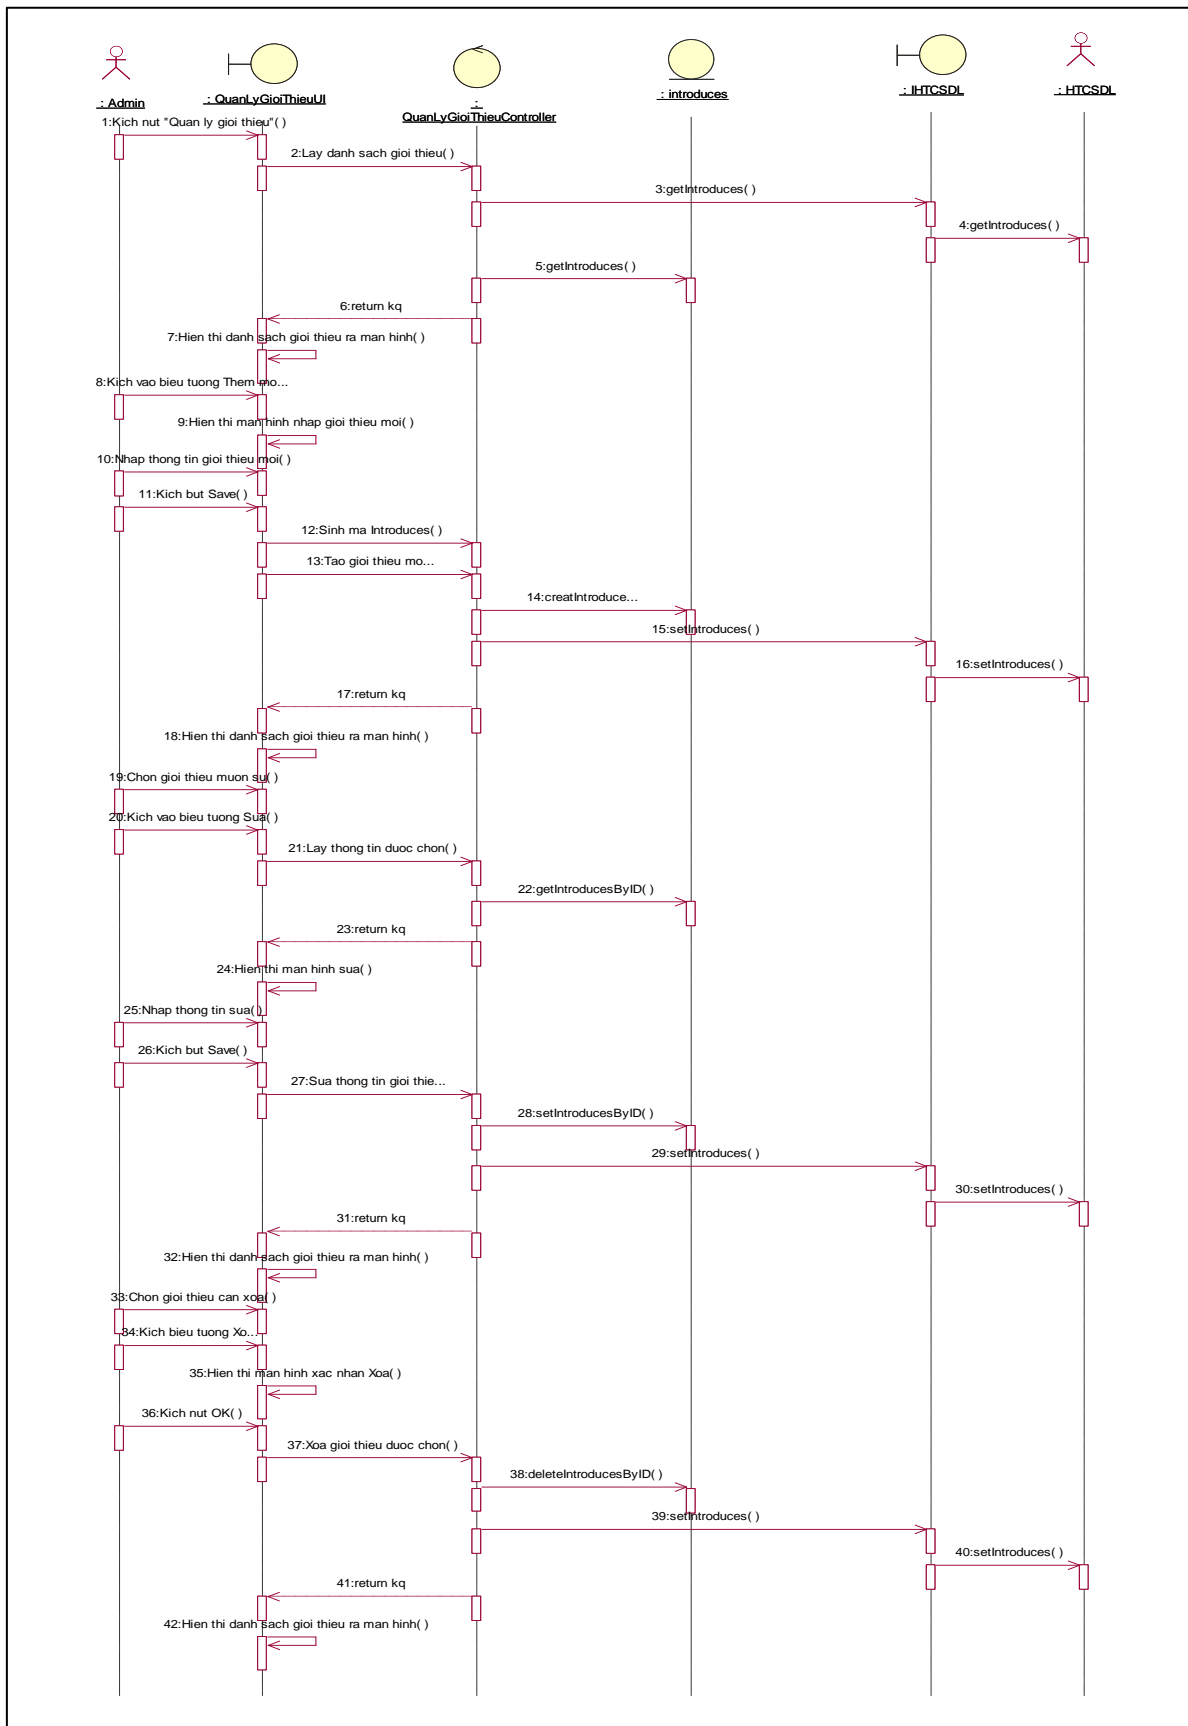 : Admin
: QuanLyGioiThieuUI
:
QuanLyGioiThieuController
: introduces
: IHTCSDL
: HTCSDL
1:Kich nut "Quan ly gioi thieu"( )
2:Lay danh sach gioi thieu( )
3:getIntroduces( )
4:getIntroduces( )
5:getIntroduces( )
6:return kq
7:Hien thi danh sach gioi thieu ra man hinh( )
8:Kich vao bieu tuong Them mo...
9:Hien thi man hinh nhap gioi thieu moi( )
10:Nhap thong tin gioi thieu moi( )
11:Kich but Save( )
12:Sinh ma Introduces( )
13:Tao gioi thieu mo...
14:creatIntroduce...
15:setIntroduces( )
16:setIntroduces( )
17:return kq
18:Hien thi danh sach gioi thieu ra man hinh( )
19:Chon gioi thieu muon su( )
20:Kich vao bieu tuong Sua( )
21:Lay thong tin duoc chon( )
22:getIntroducesByID( )
23:return kq
24:Hien thi man hinh sua( )
25:Nhap thong tin sua( )
26:Kich but Save( )
27:Sua thong tin gioi thie...
28:setIntroducesByID( )
29:setIntroduces( )
30:setIntroduces( )
31:return kq
32:Hien thi danh sach gioi thieu ra man hinh( )
33:Chon gioi thieu can xoa( )
34:Kich bieu tuong Xo...
35:Hien thi man hinh xac nhan Xoa( )
36:Kich nut OK( )
37:Xoa gioi thieu duoc chon( )
38:deleteIntroducesByID( )
39:setIntroduces( )
40:setIntroduces( )
41:return kq
42:Hien thi danh sach gioi thieu ra man hinh( )